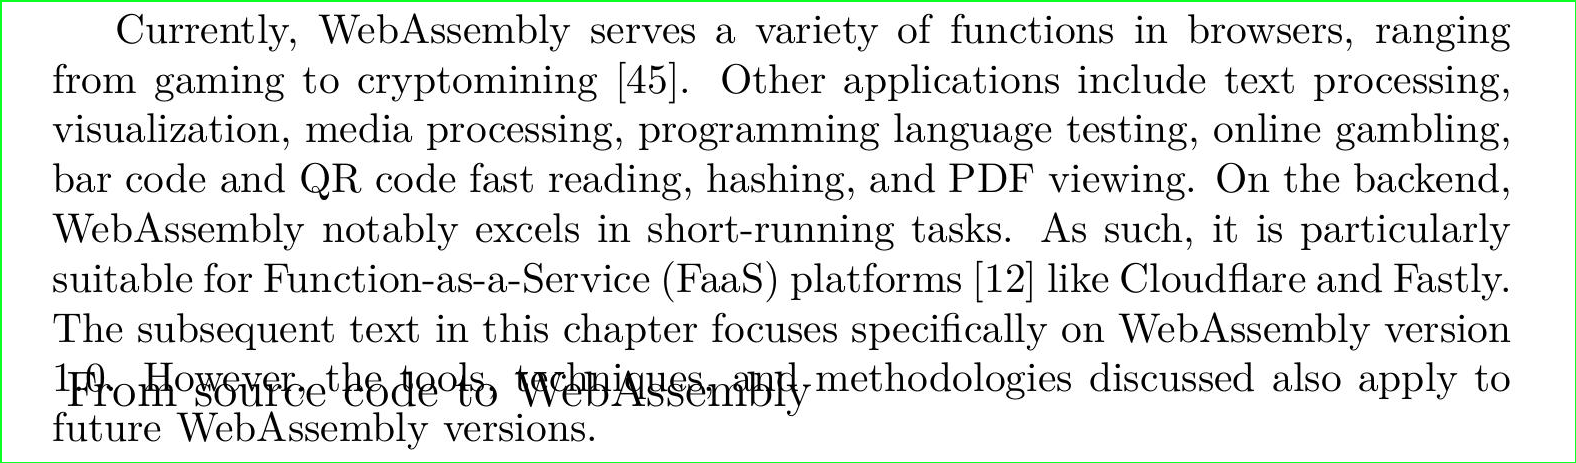 Currently, WebAssembly serves a variety of functions in browsers, ranging
from gaming to cryptomining [45]. Other applications include text processing,
visualization, media processing, programming language testing, online gambling,
bar code and QR code fast reading, hashing, and PDF viewing. On the backend,
WebAssembly notably excels in short-running tasks. As such, it is particularly
suitable for Function-as-a-Service (FaaS) platforms [12] like Cloudflare and Fastly.
The subsequent text in this chapter focuses specifically on WebAssembly version
1.0. However, the tools, techniques, and methodologies discussed also apply to
From source code to WebAssembly
future WebAssembly versions.